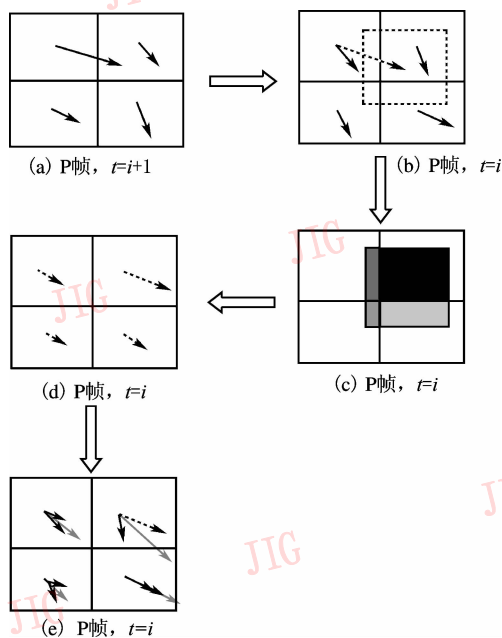 JIG
(a) P帧，t=i+1
(b) P帧，t=i
JIG
JIG
(c) P帧，t=i
(d) P帧，t=i
JIG
JIG
(e) P帧，t=i